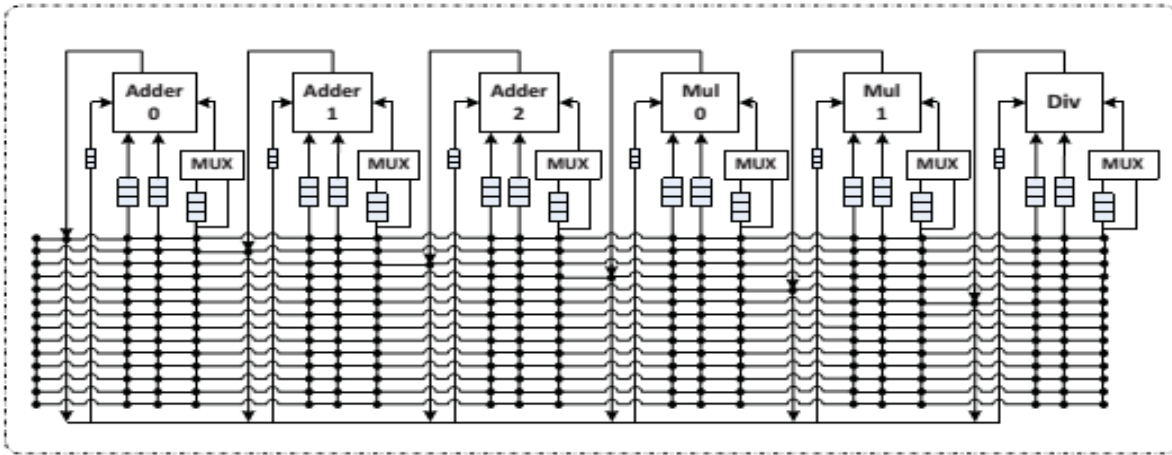 Adder 0
Adder 1
Adder 2
Mul 0
Mul 1
Div
MUX
MUX
MUX
MUX
MUX
MUX